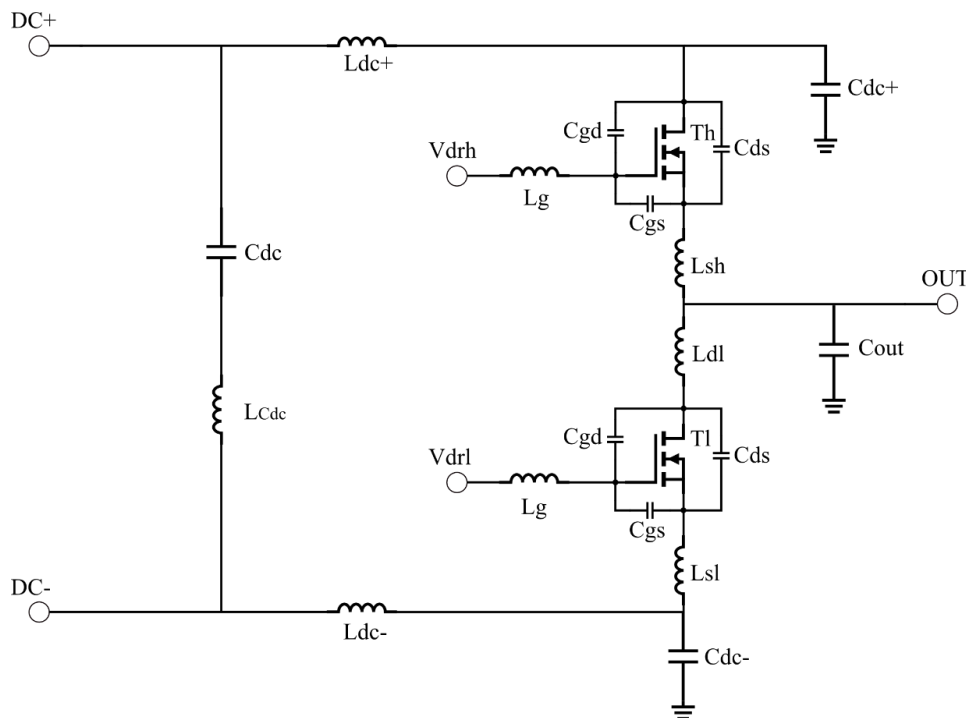 DC+
Ldc+
Cdc+
Cgd
Th
Cds
Vdrh
Lg
Cgs
Cdc
Lsh
OUT
Ldl
Cout
LCdc
Cgd
Tl
Cds
Vdrl
Lg
Cgs
Lsl
DC-
Ldc-
Cdc-